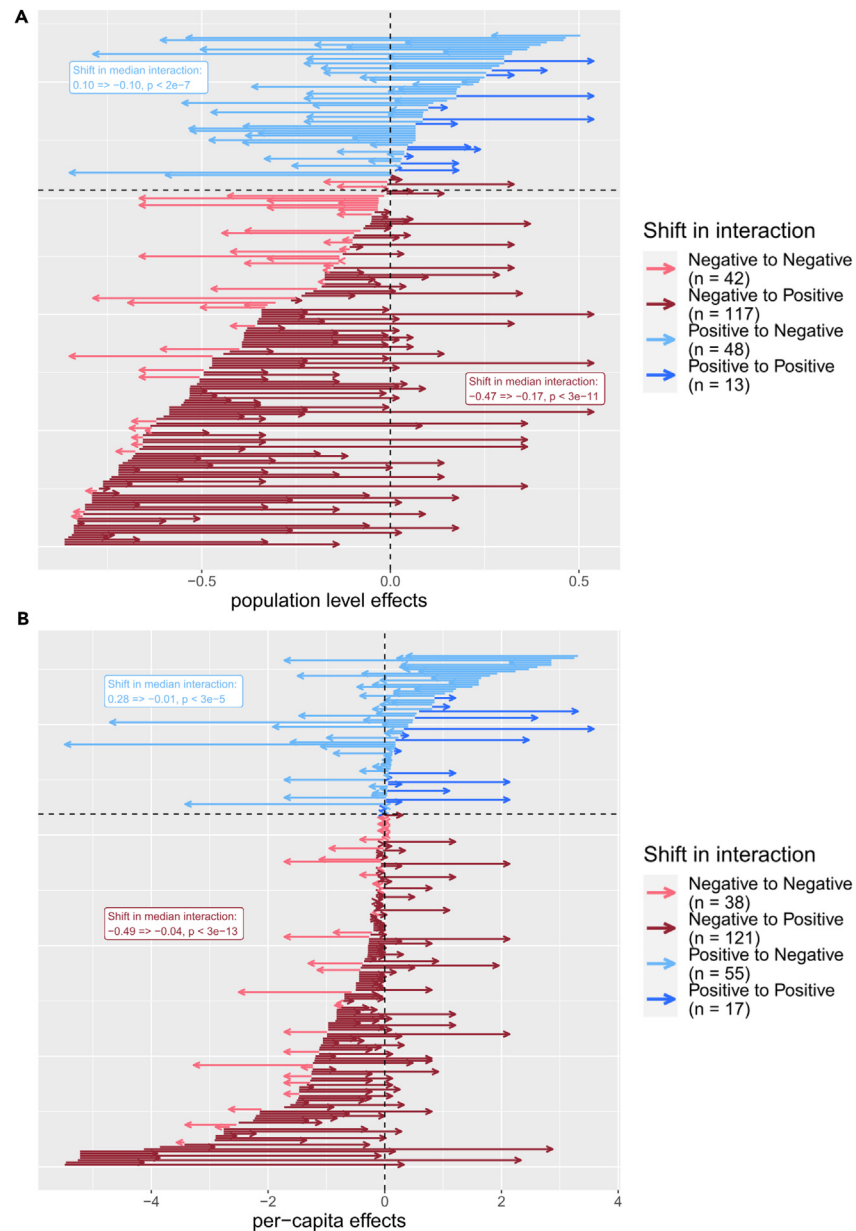 A
Shift in median interaction:
0.10 => −0.10, p < 2e−7
Shift in median interaction:
−0.47 => −0.17, p < 3e−11
−0.5
0.0
0.5
population level effects
Shift in interaction
Negative to Negative
(n = 42)
Negative to Positive
(n = 117)
Positive to Negative
(n = 48)
Positive to Positive
(n = 13)
B
Shift in median interaction:
0.28 => −0.01, p < 3e−5
Shift in median interaction:
−0.49 => −0.04, p < 3e−13
−4
−2
0
2
4
per−capita effects
Shift in interaction
Negative to Negative
(n = 38)
Negative to Positive
(n = 121)
Positive to Negative
(n = 55)
Positive to Positive
(n = 17)